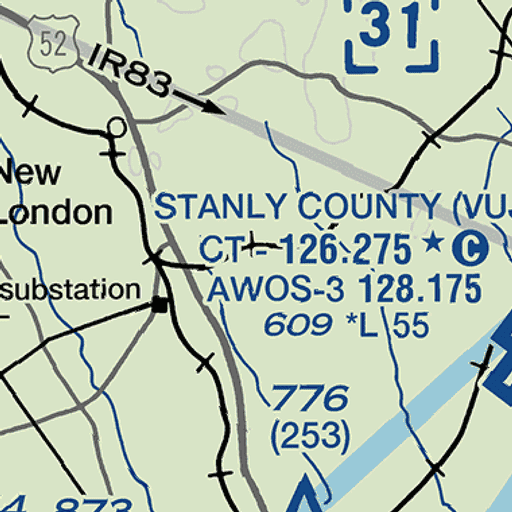 31
52
IR83
New
London
STANLY COUNTY (VUJ
CT - 126.275 * C
AWOS-3 128.175
609 *L 55
substation
776
(253)
873